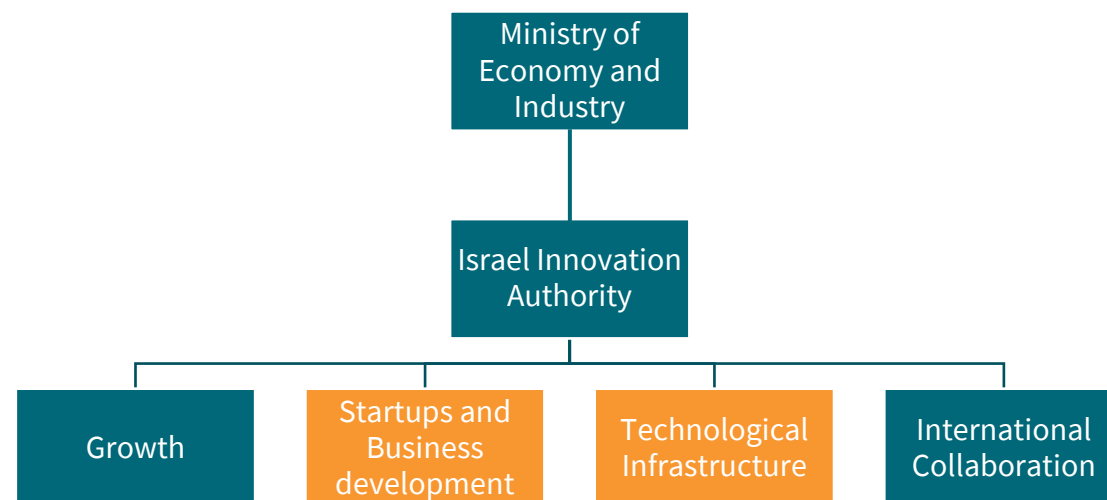 Ministry of
Economy and
Industry
Israel Innovation
Authority
Growth
Startups and
Business
development
Technological
Infrastructure
International
Collaboration